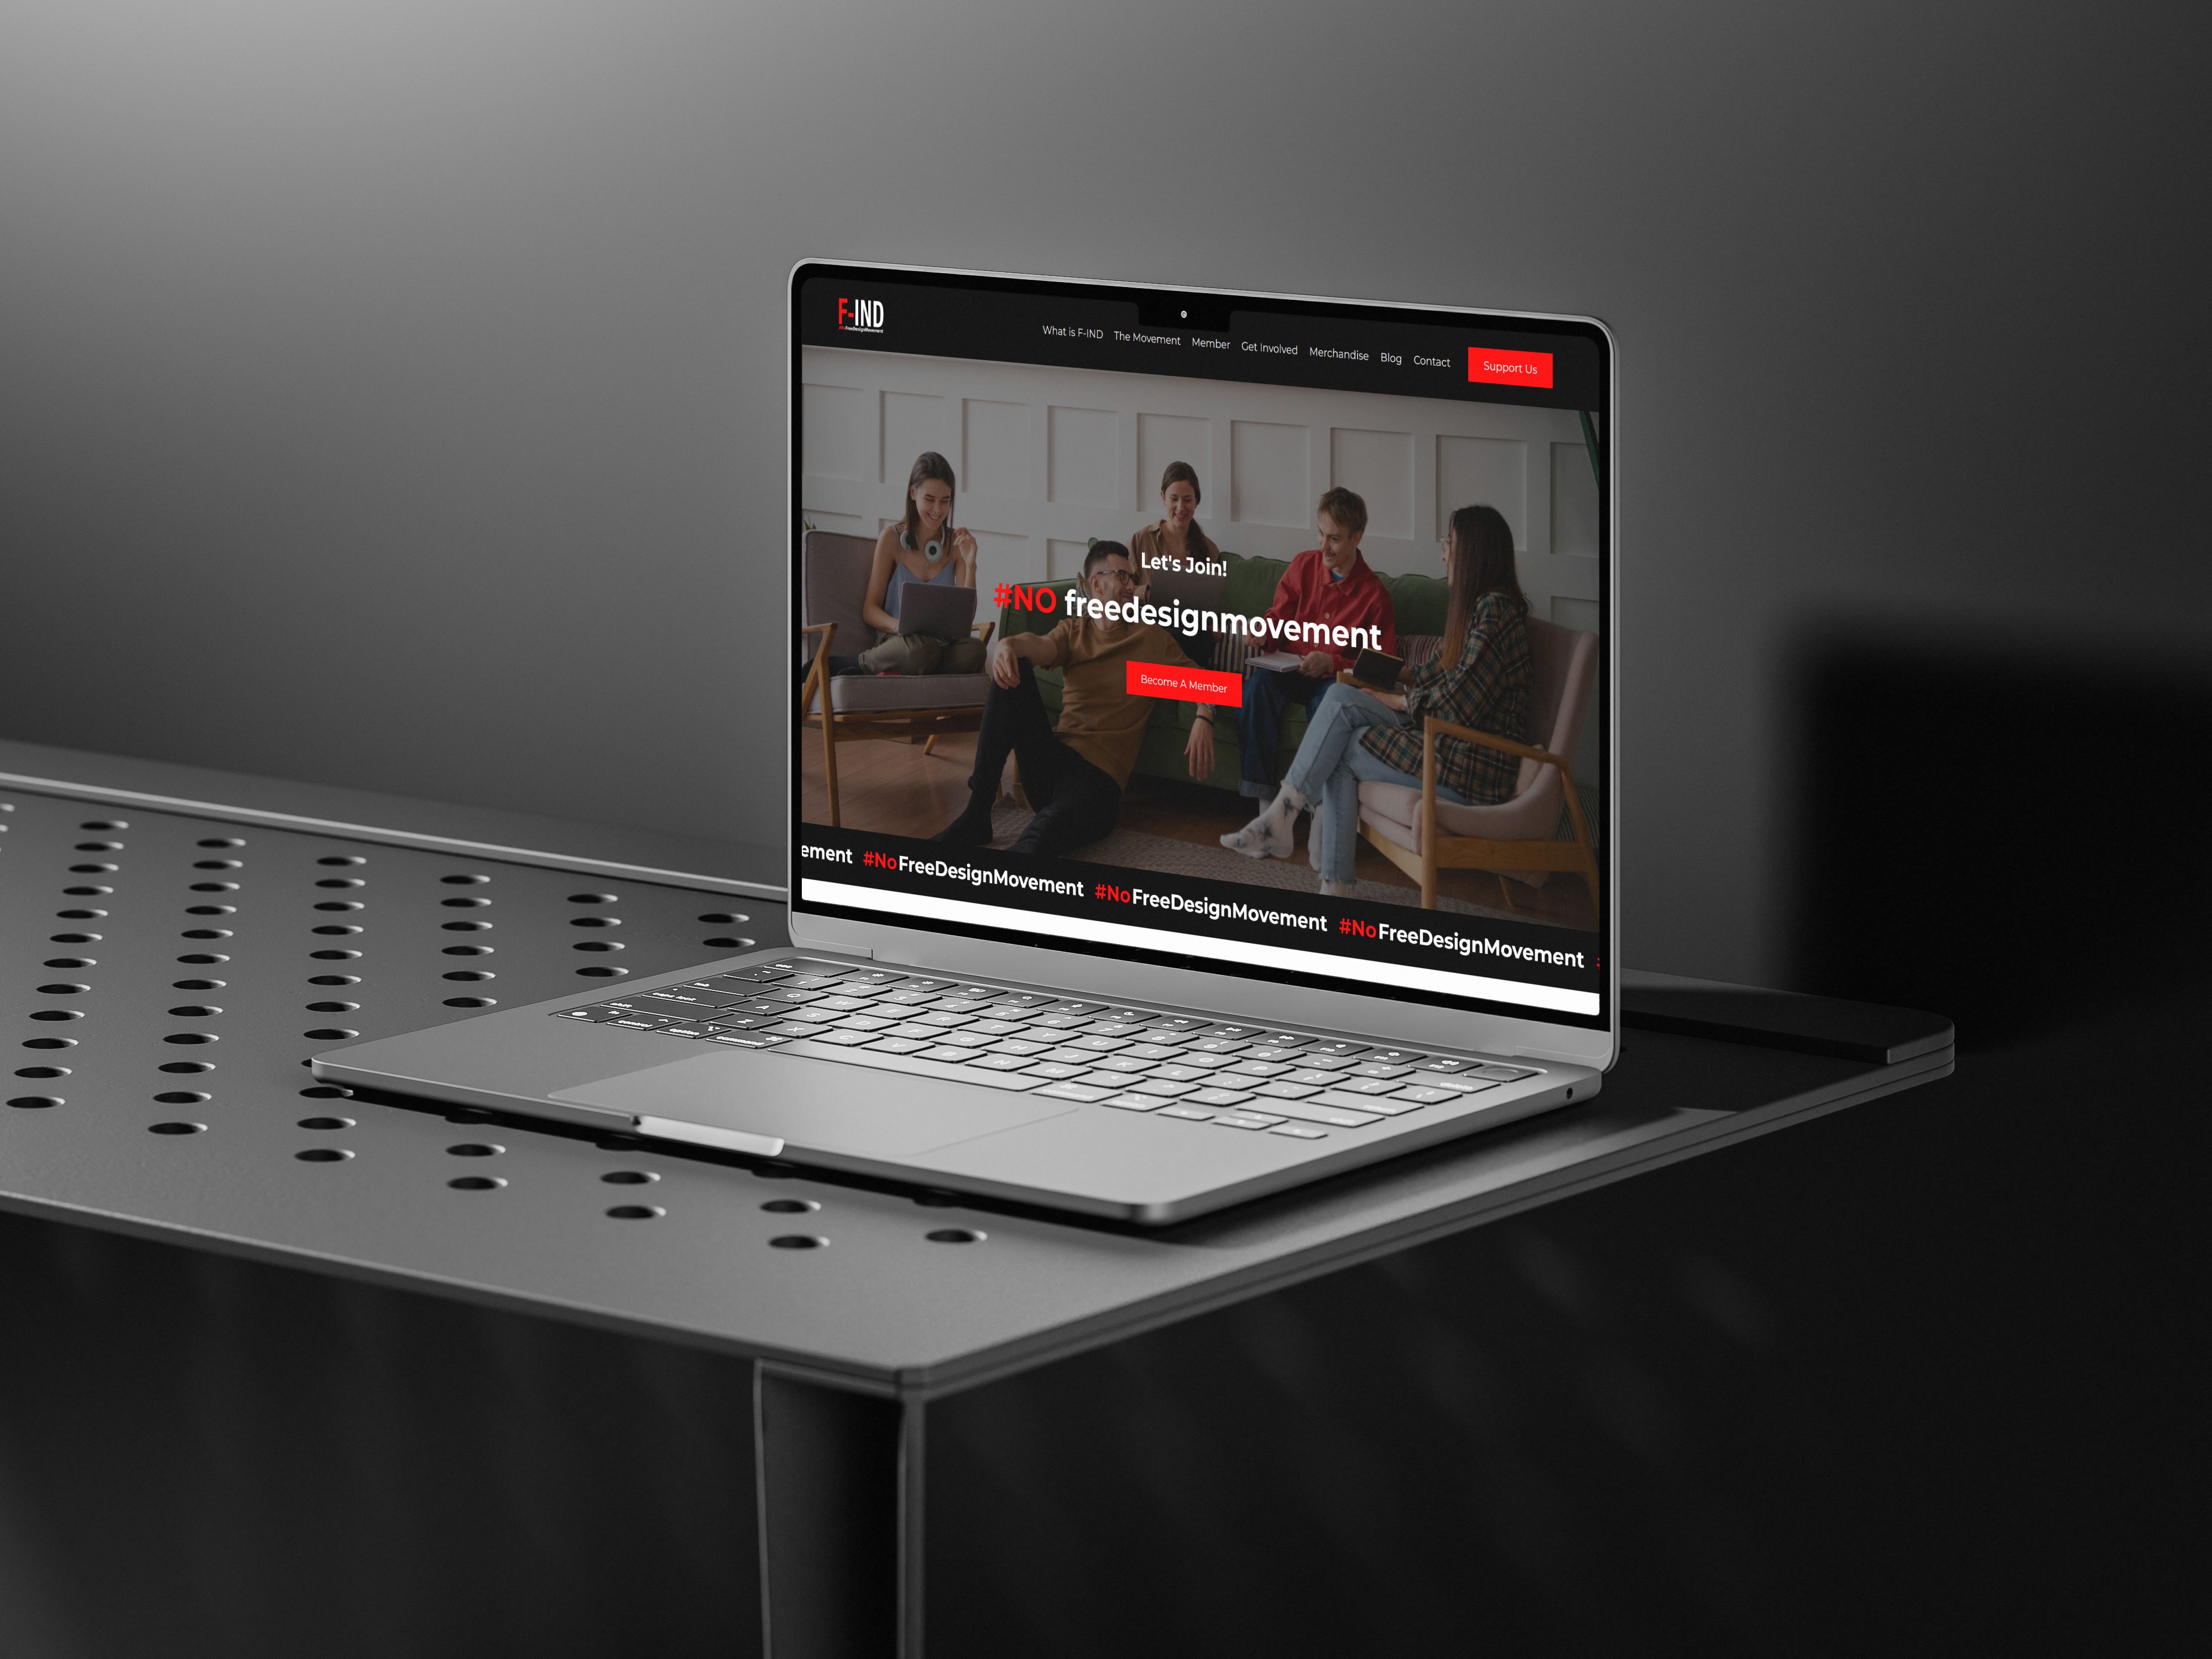 F-IND
#NoFreeDesignMovement
What is F-IND The Movement Member Get Involved Merchandise Blog Contact Support Us
Let's Join!
#NO freedesignmovement
Become A Member
ement #NoFreeDesignMovement #NoFreeDesignMovement #NoFreeDesignMovement #